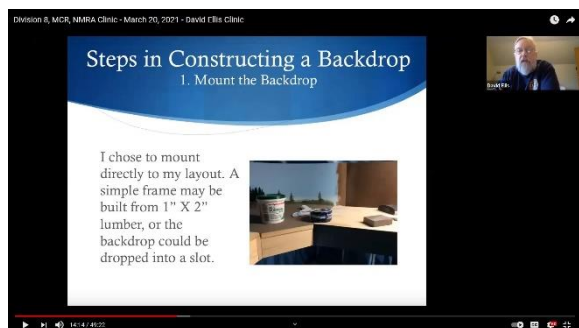 Division 8, MCR, NMRA Clinic - March 20, 2021 - David Ellis Clinic
Steps in Constructing a Backdrop
1. Mount the Backdrop
David Ellis
I chose to mount
directly to my layout. A
simple frame may be
built from 1" X 2"
lumber, or the
backdrop could be
dropped into a slot.
14:14 / 49:22